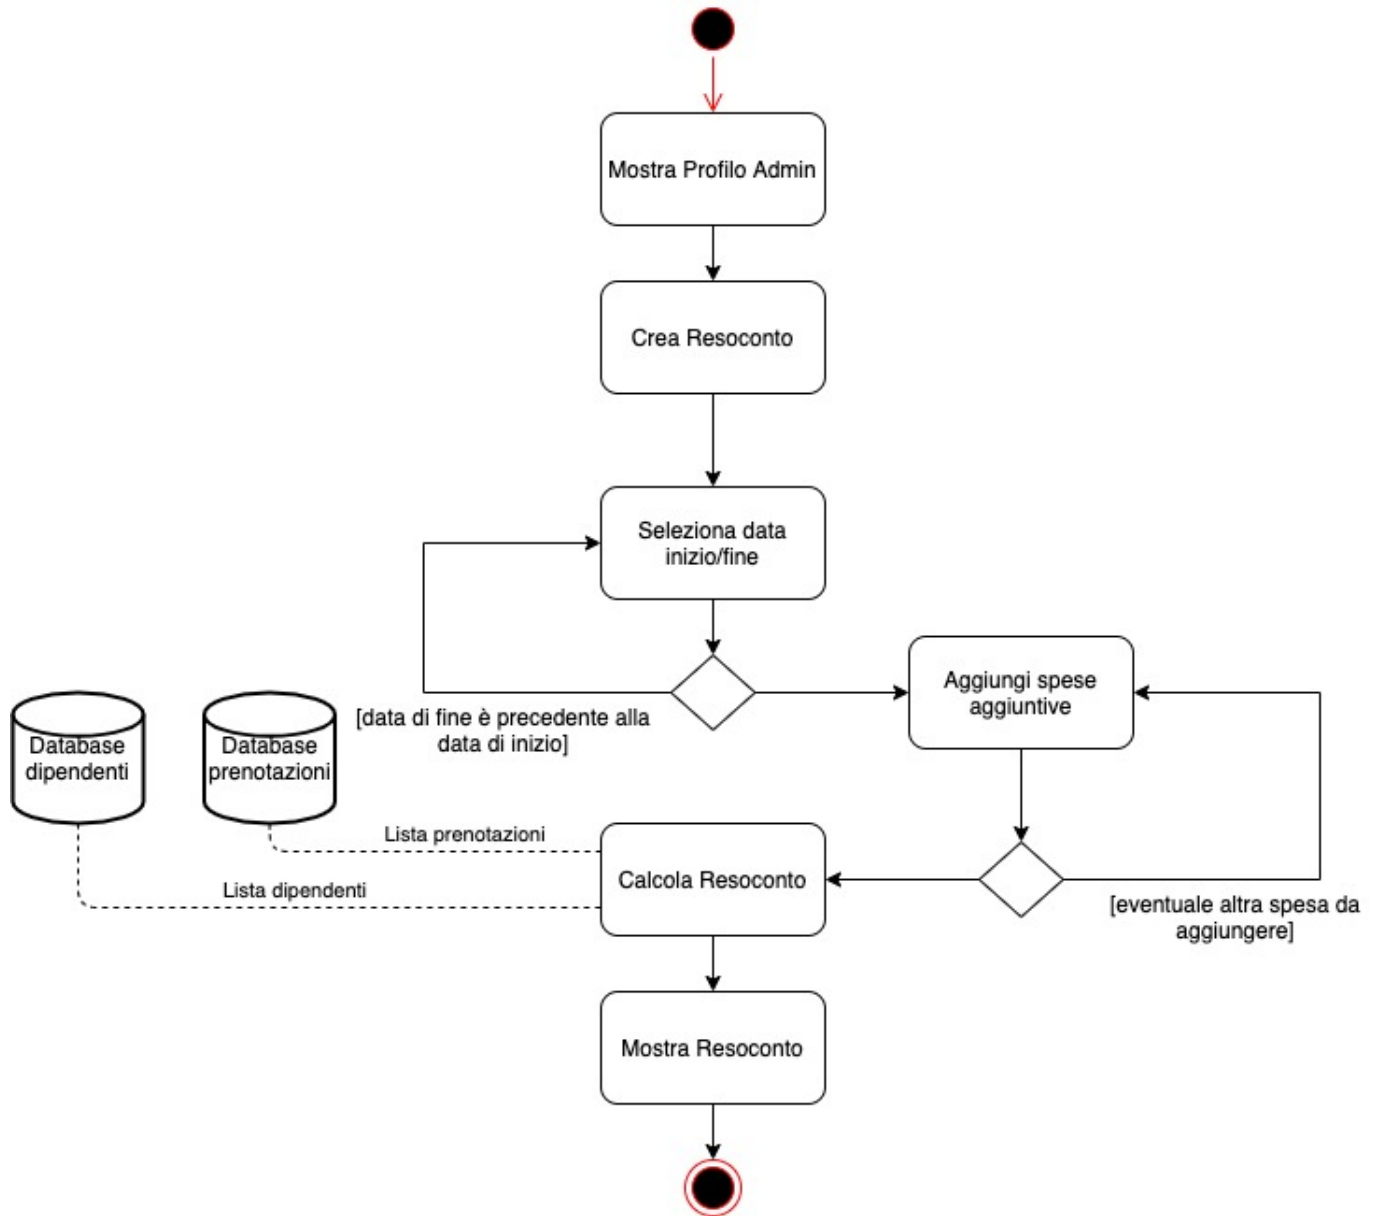 Mostra Profilo Admin
Crea Resoconto
Seleziona data
inizio/fine
Aggiungi spese
aggiuntive
[data di fine è precedente alla
data di inizio]
Database
dipendenti
Database
prenotazioni
Lista prenotazioni
Lista dipendenti
Calcola Resoconto
[eventuale altra spesa da
aggiungere]
Mostra Resoconto